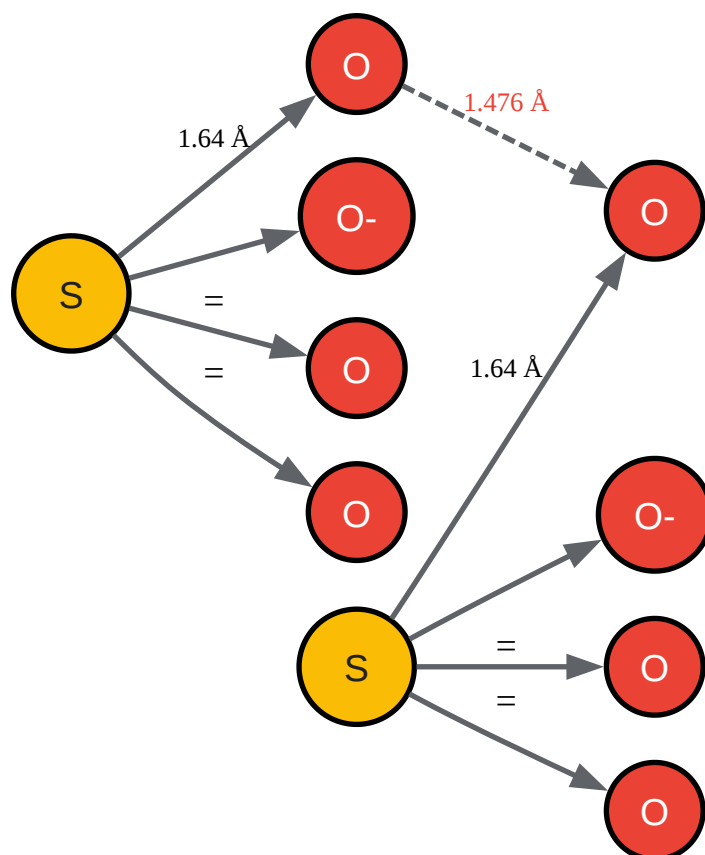 O
1.476 Å
1.64 Å
O
O-
S
=
O
1.64 Å
=
O
O-
=
S
O
=
O